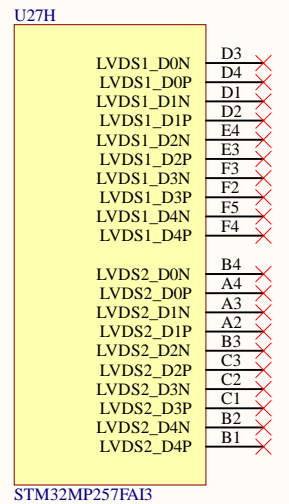 U27H
LVDS1_D0N D3
LVDS1_D0P D4
LVDS1_D1N D1
LVDS1_D1P D2
LVDS1_D2N E4
LVDS1_D2P E3
LVDS1_D3N F3
LVDS1_D3P F2
LVDS1_D4N F5
LVDS1_D4P F4
LVDS2_D0N B4
LVDS2_D0P A4
LVDS2_D1N A3
LVDS2_D1P A2
LVDS2_D2N B3
LVDS2_D2P C3
LVDS2_D3N C2
LVDS2_D3P C1
LVDS2_D4N B2
LVDS2_D4P B1
STM32MP257FAI3